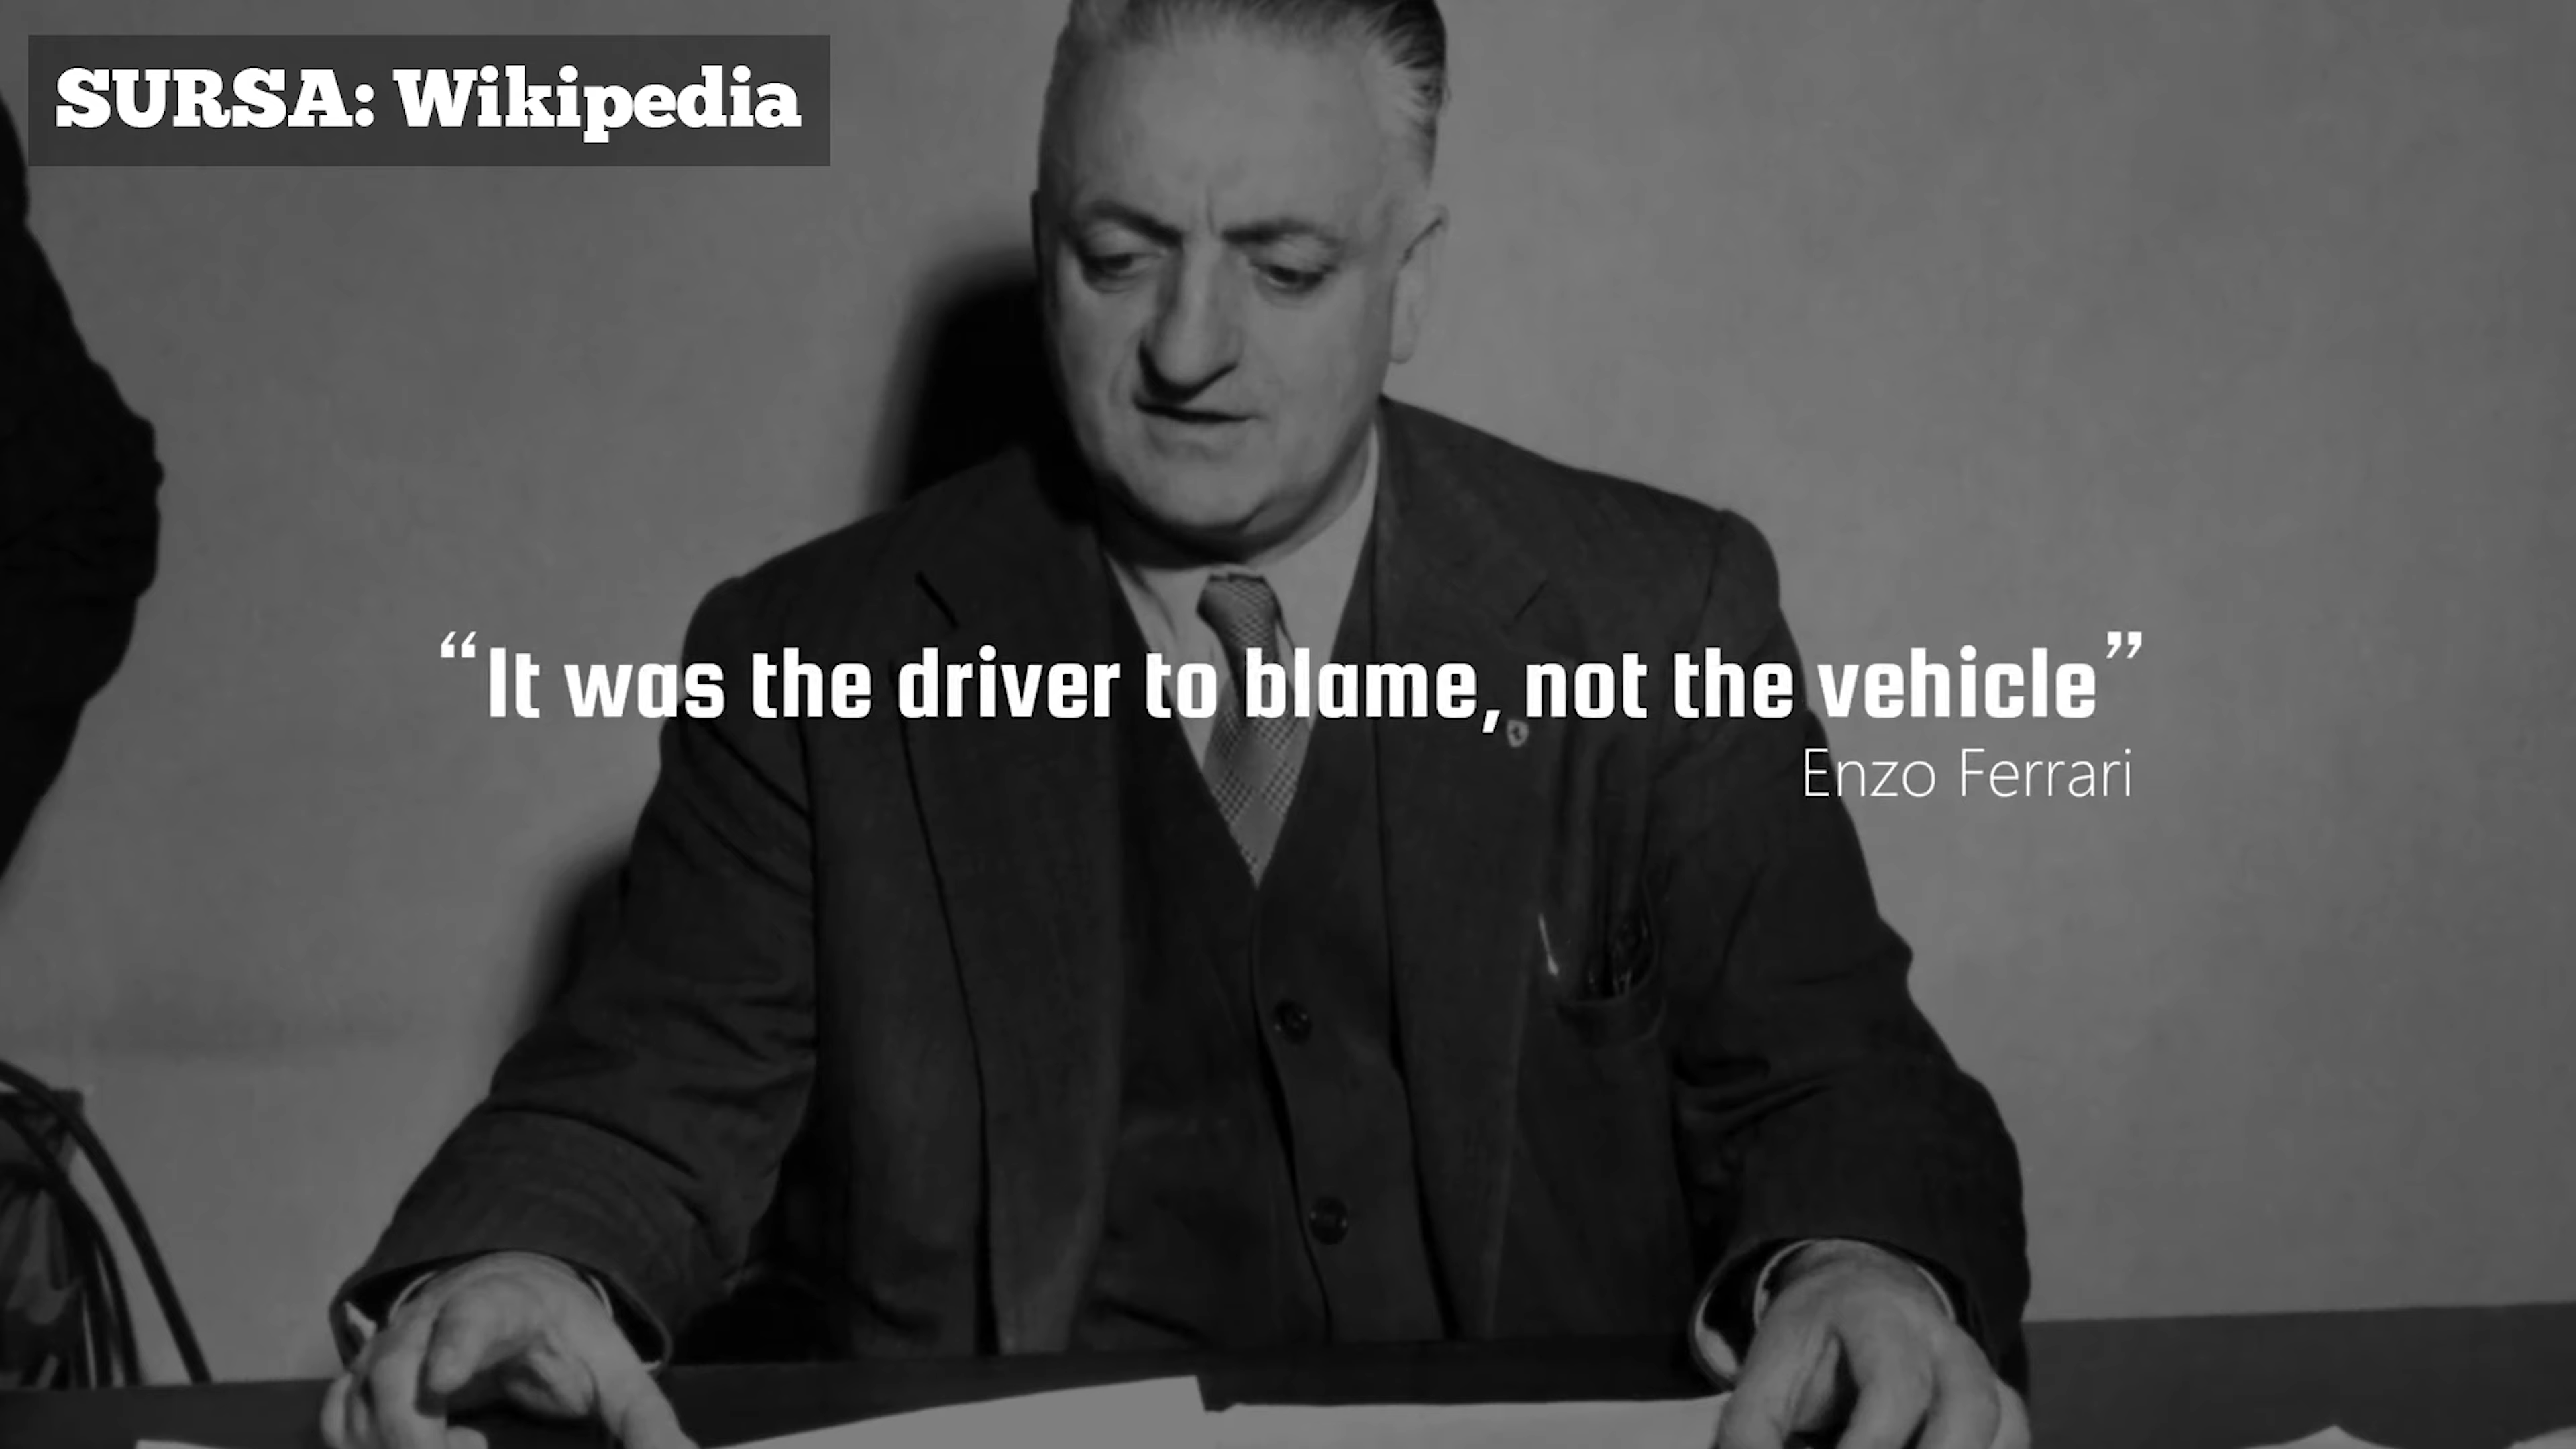 SURSA: Wikipedia
“It was the driver to blame, not the vehicle”
Enzo Ferrari